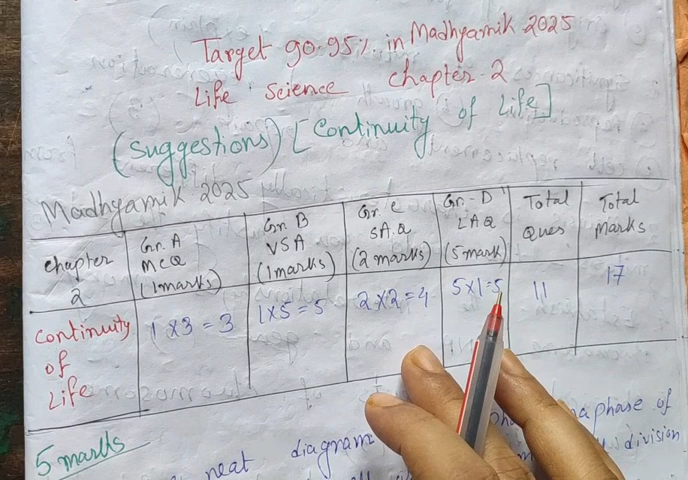 Target 90-95% in Madhyamik 2025
Life Science chapter-2
(suggestions) [Continuity of Life]
Madhyamik 2025
chapter 2 | Gr. A MCQ (1 marks) | Gr. B VSA (1 marks) | Gr. C S.A.Q (2 marks) | Gr. D LAQ (5 mark) | Total Ques | Total Marks
Continuity of Life | 1×3=3 | 1×5=5 | 2×2=4 | 5×1=5 | 11 | 17
5 marks
neat diagram phase of
division